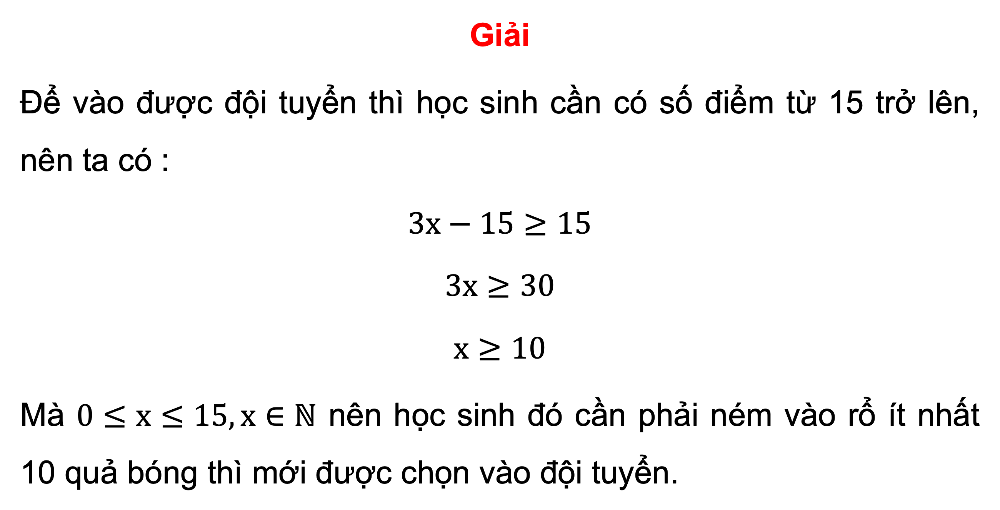 Giải
Để vào được đội tuyển thì học sinh cần có số điểm từ 15 trở lên,
nên ta có :
3x − 15 ≥ 15
3x ≥ 30
x ≥ 10
Mà 0 ≤ x ≤ 15, x ∈ ℕ nên học sinh đó cần phải ném vào rổ ít nhất
10 quả bóng thì mới được chọn vào đội tuyển.